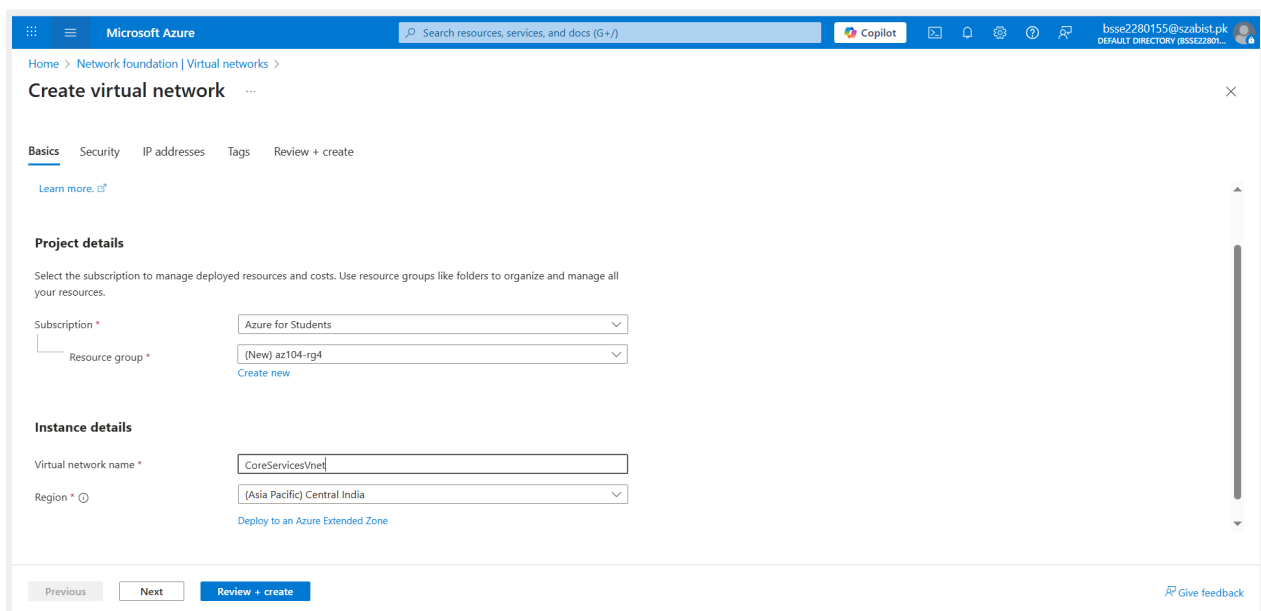 Microsoft Azure
Search resources, services, and docs (G+/)
Copilot
bsse2280155@szabist.pk
DEFAULT DIRECTORY (BSSE22801...
Home > Network foundation | Virtual networks >
Create virtual network ...
Basics Security IP addresses Tags Review + create
Learn more.
Project details
Select the subscription to manage deployed resources and costs. Use resource groups like folders to organize and manage all
your resources.
Subscription * Azure for Students
Resource group * (New) az104-rg4
Create new
Instance details
Virtual network name * CoreServicesVnet
Region * (Asia Pacific) Central India
Deploy to an Azure Extended Zone
Previous Next Review + create Give feedback